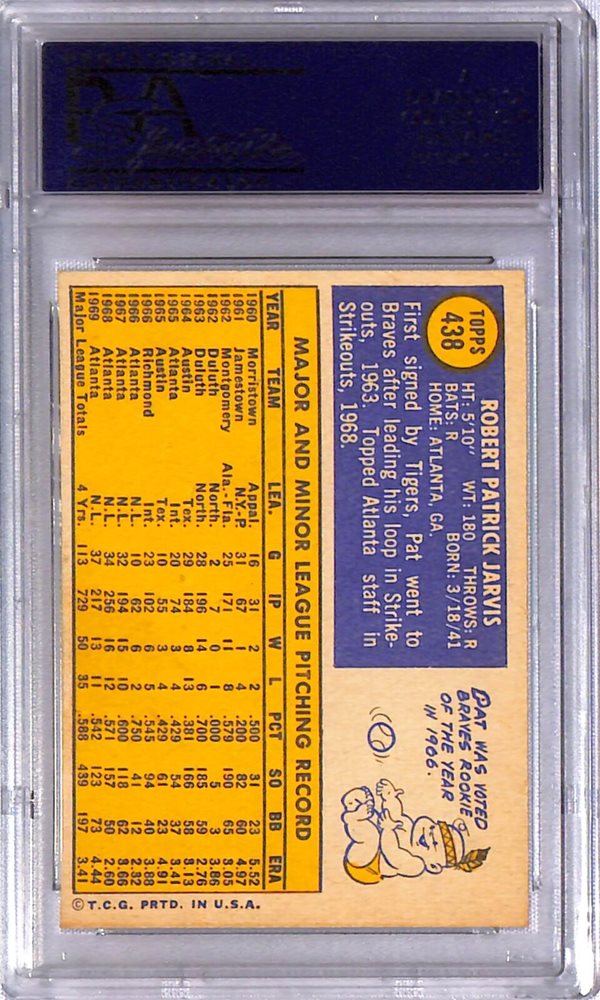 TOPPS
438
ROBERT PATRICK JARVIS
HT: 5'10" WT: 180 THROWS: R
BATS: R BORN: 3/18/41
HOME: ATLANTA, GA.
First signed by Tigers, Pat went to
Braves after leading his loop in Strike-
outs, 1963. Topped Atlanta staff in
Strikeouts, 1968.
PAT WAS VOTED
BRAVES ROOKIE
OF THE YEAR
IN 1966.
MAJOR AND MINOR LEAGUE PITCHING RECORD
YEAR TEAM LEA. G IP W L PCT SO BB ERA
1960 Morristown Appal. 16 31 2 2 .500 31 23 5.52
1961 Jamestown NY-P 31 67 1 4 .200 82 60 4.97
1962 Montgomery Ala.-Fla. 25 171 11 8 .579 190 65 3.05
1962 Duluth North. 2 7 0 1 .000 5 3 3.86
1963 Duluth North. 28 196 14 6 .700 185 59 2.76
1964 Austin Tex. 29 184 8 13 .381 166 58 3.13
1965 Atlanta Int. 20 74 3 4 .429 54 37 3.41
1965 Austin Tex. 10 55 3 4 .429 61 23 4.91
1966 Richmond Int. 23 102 6 5 .545 94 40 3.88
1966 Atlanta N.L. 10 62 6 2 .750 41 12 2.32
1967 Atlanta N.L. 32 194 15 10 .600 118 62 3.66
1968 Atlanta N.L. 34 256 16 12 .571 157 50 2.60
1969 Atlanta N.L. 37 217 13 11 .542 123 73 4.44
Major League Totals 4 Yrs. 113 729 50 35 .588 439 197 3.41
©T.C.G. PRTD. IN U.S.A.